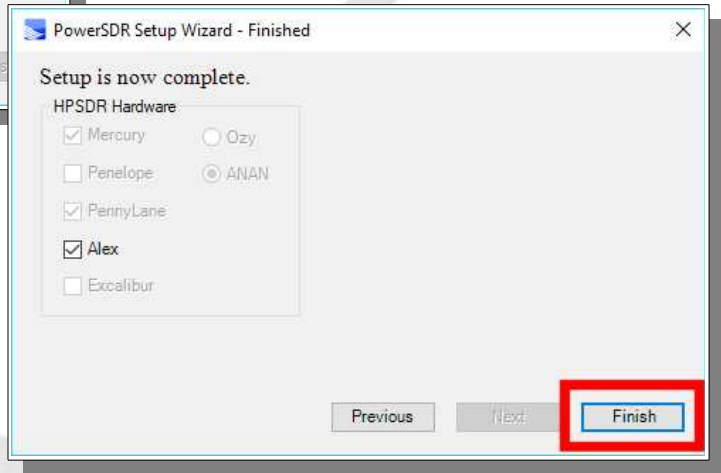 PowerSDR Setup Wizard - Finished
Setup is now complete.
HPSDR Hardware
Mercury Ozy
Penelope ANAN
PennyLane
Alex
Excalibur
Previous Next Finish